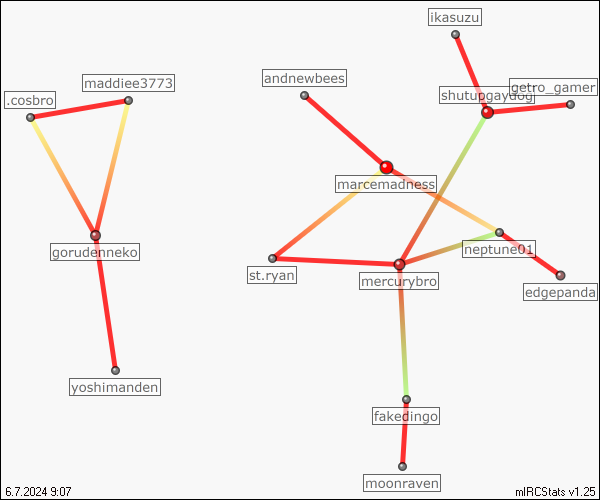 ikasuzu
andnewbees
maddiee3773
getro_gamer
shutupgaydog
.cosbro
marcemadness
gorudenneko
neptune01
st.ryan
mercurybro
edgepanda
yoshimanden
fakedingo
moonraven
6.7.2024 9:07
mIRCStats v1.25